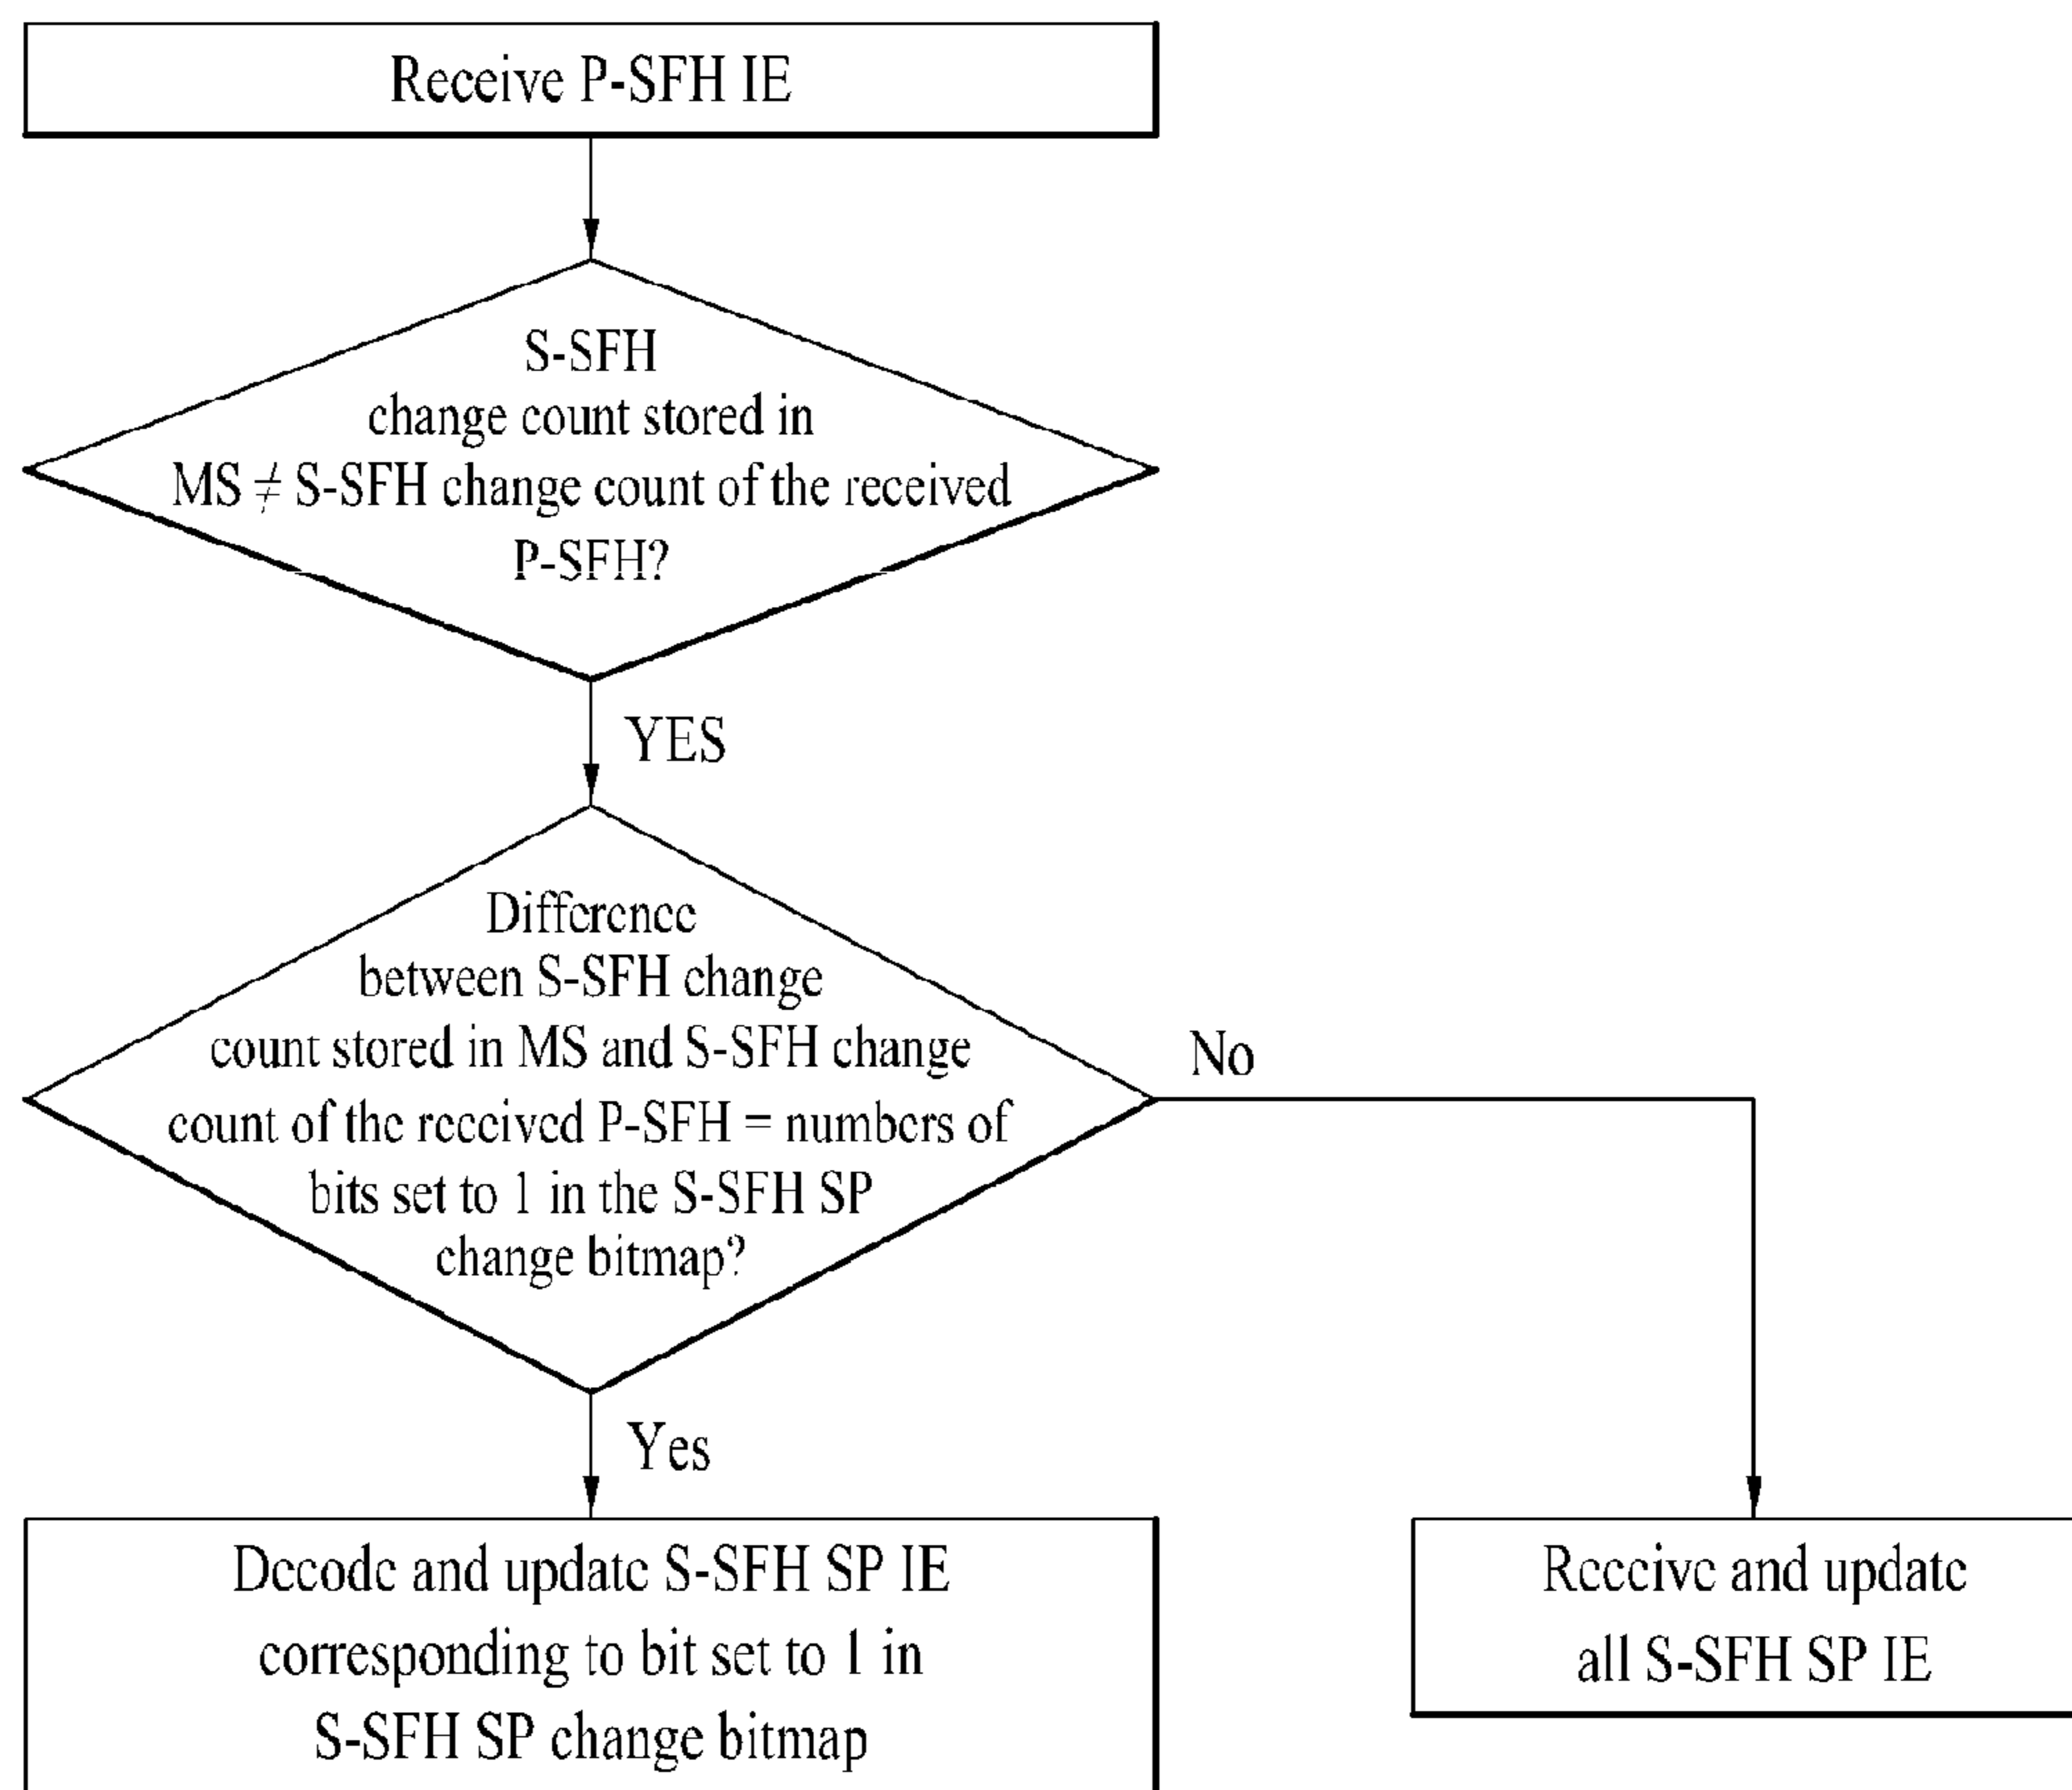 Receive P-SFH IE
S-SFH
change count stored in
MS ≠ S-SFH change count of the received
P-SFH?
YES
Difference
between S-SFH change
count stored in MS and S-SFH change
No
count of the received P-SFH = numbers of
bits set to 1 in the S-SFH SP
change bitmap?
Yes
Decode and update S-SFH SP IE
corresponding to bit set to 1 in
S-SFH SP change bitmap
Receive and update
all S-SFH SP IE